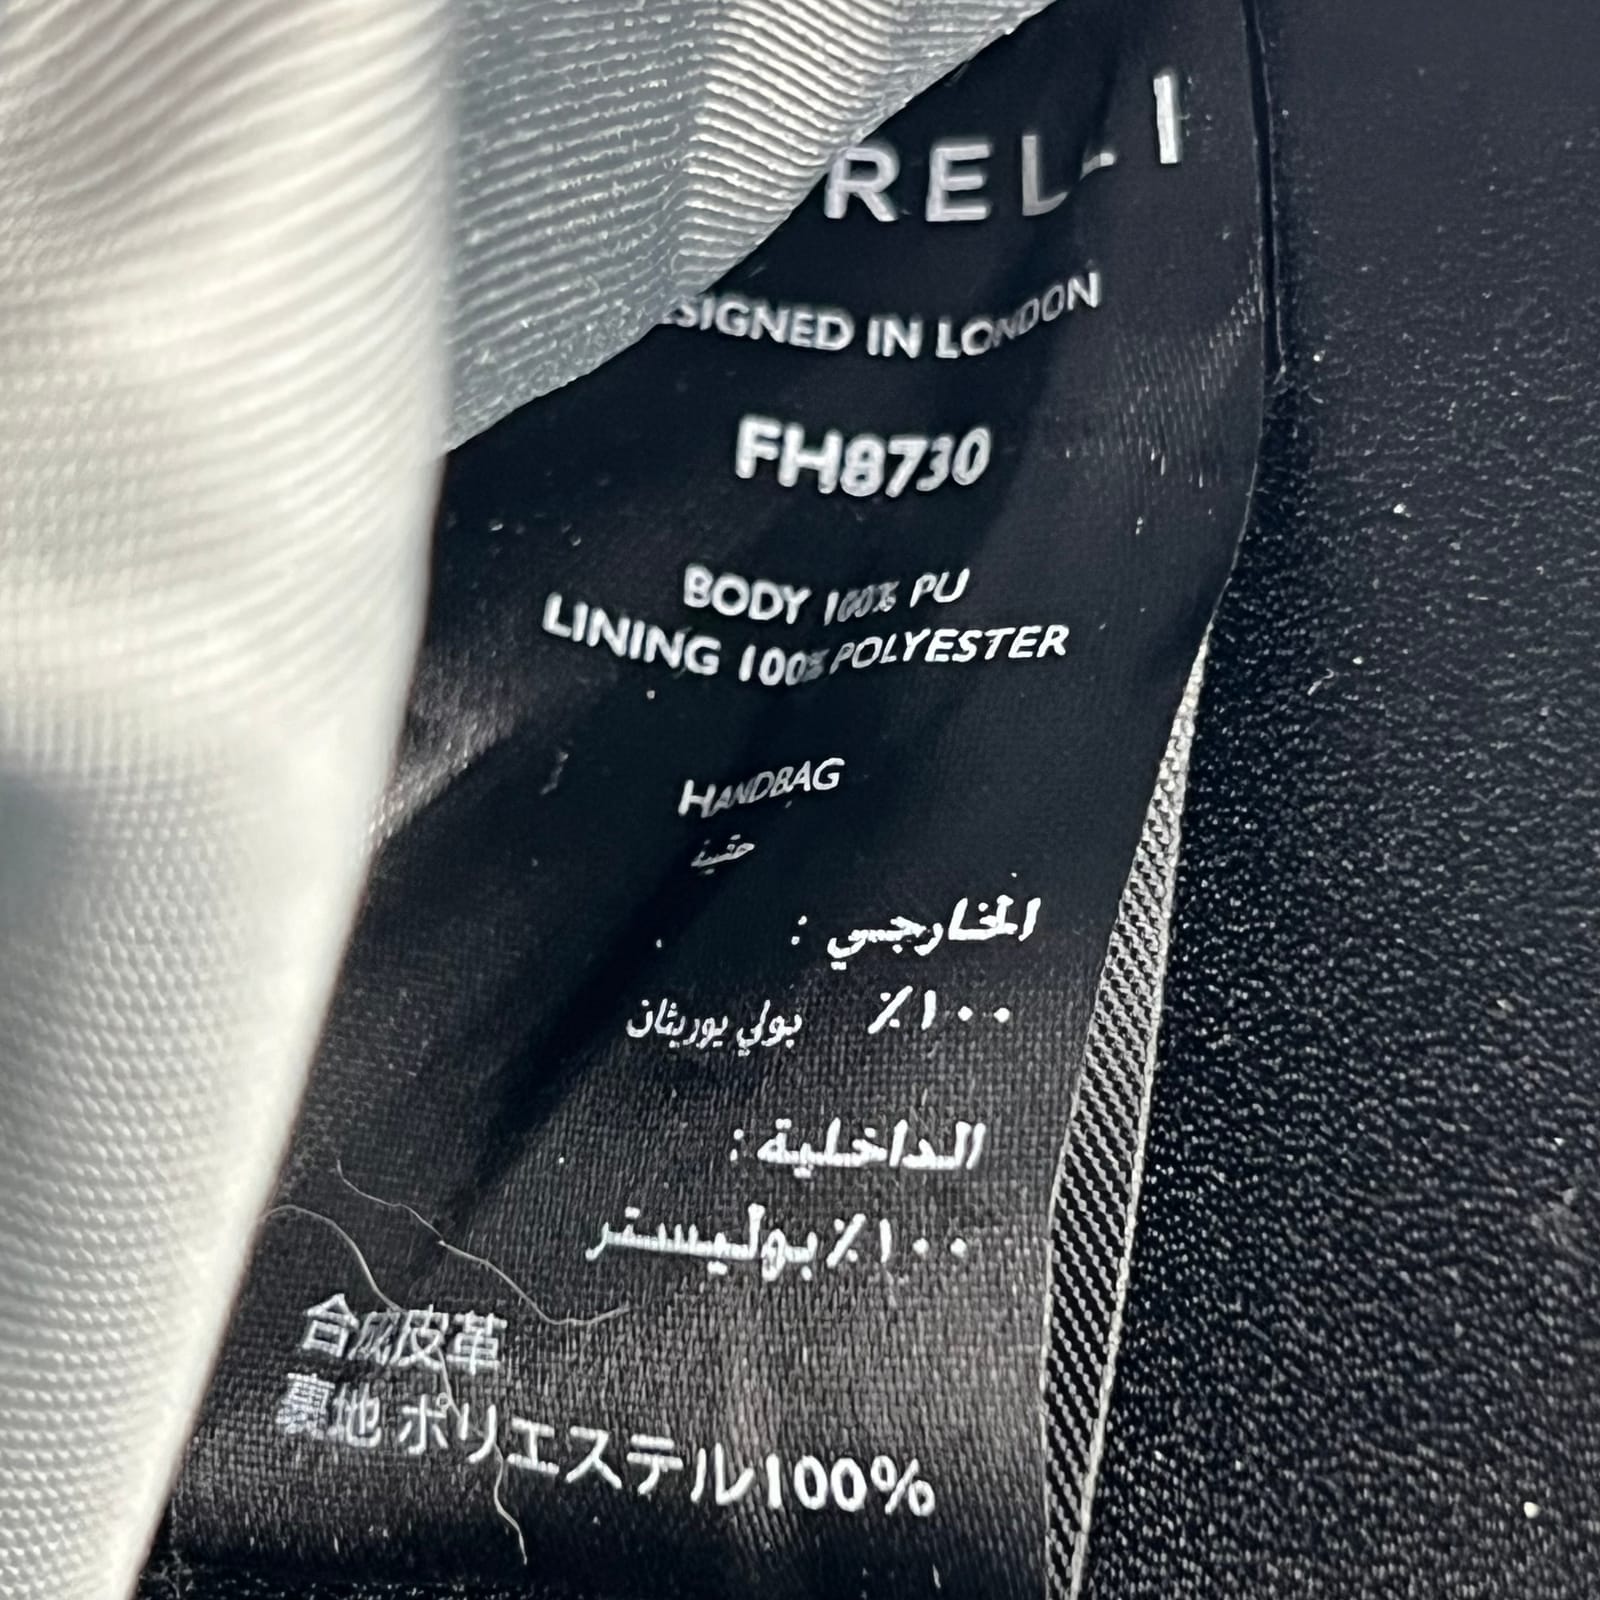 RELLI
ESIGNED IN LONDON
FH8730
BODY 100% PU
LINING 100% POLYESTER
HANDBAG
حقيبة
الخارجي :
١٠٠٪ بولي يوريثان
الداخلية :
١٠٠٪ بوليستر
合成皮革
裏地 ポリエステル100%